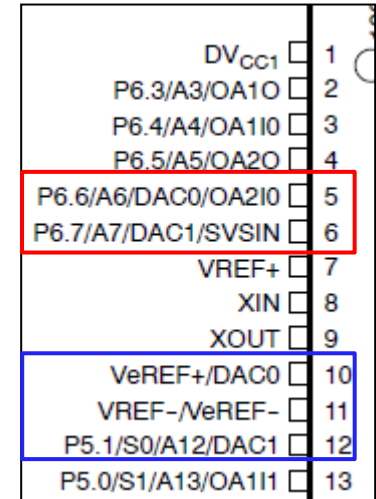 DVCC1 1
P6.3/A3/OA1O 2
P6.4/A4/OA1I0 3
P6.5/A5/OA2O 4
P6.6/A6/DAC0/OA2I0 5
P6.7/A7/DAC1/SVSIN 6
VREF+ 7
XIN 8
XOUT 9
VeREF+/DAC0 10
VREF−/VeREF− 11
P5.1/S0/A12/DAC1 12
P5.0/S1/A13/OA1I1 13